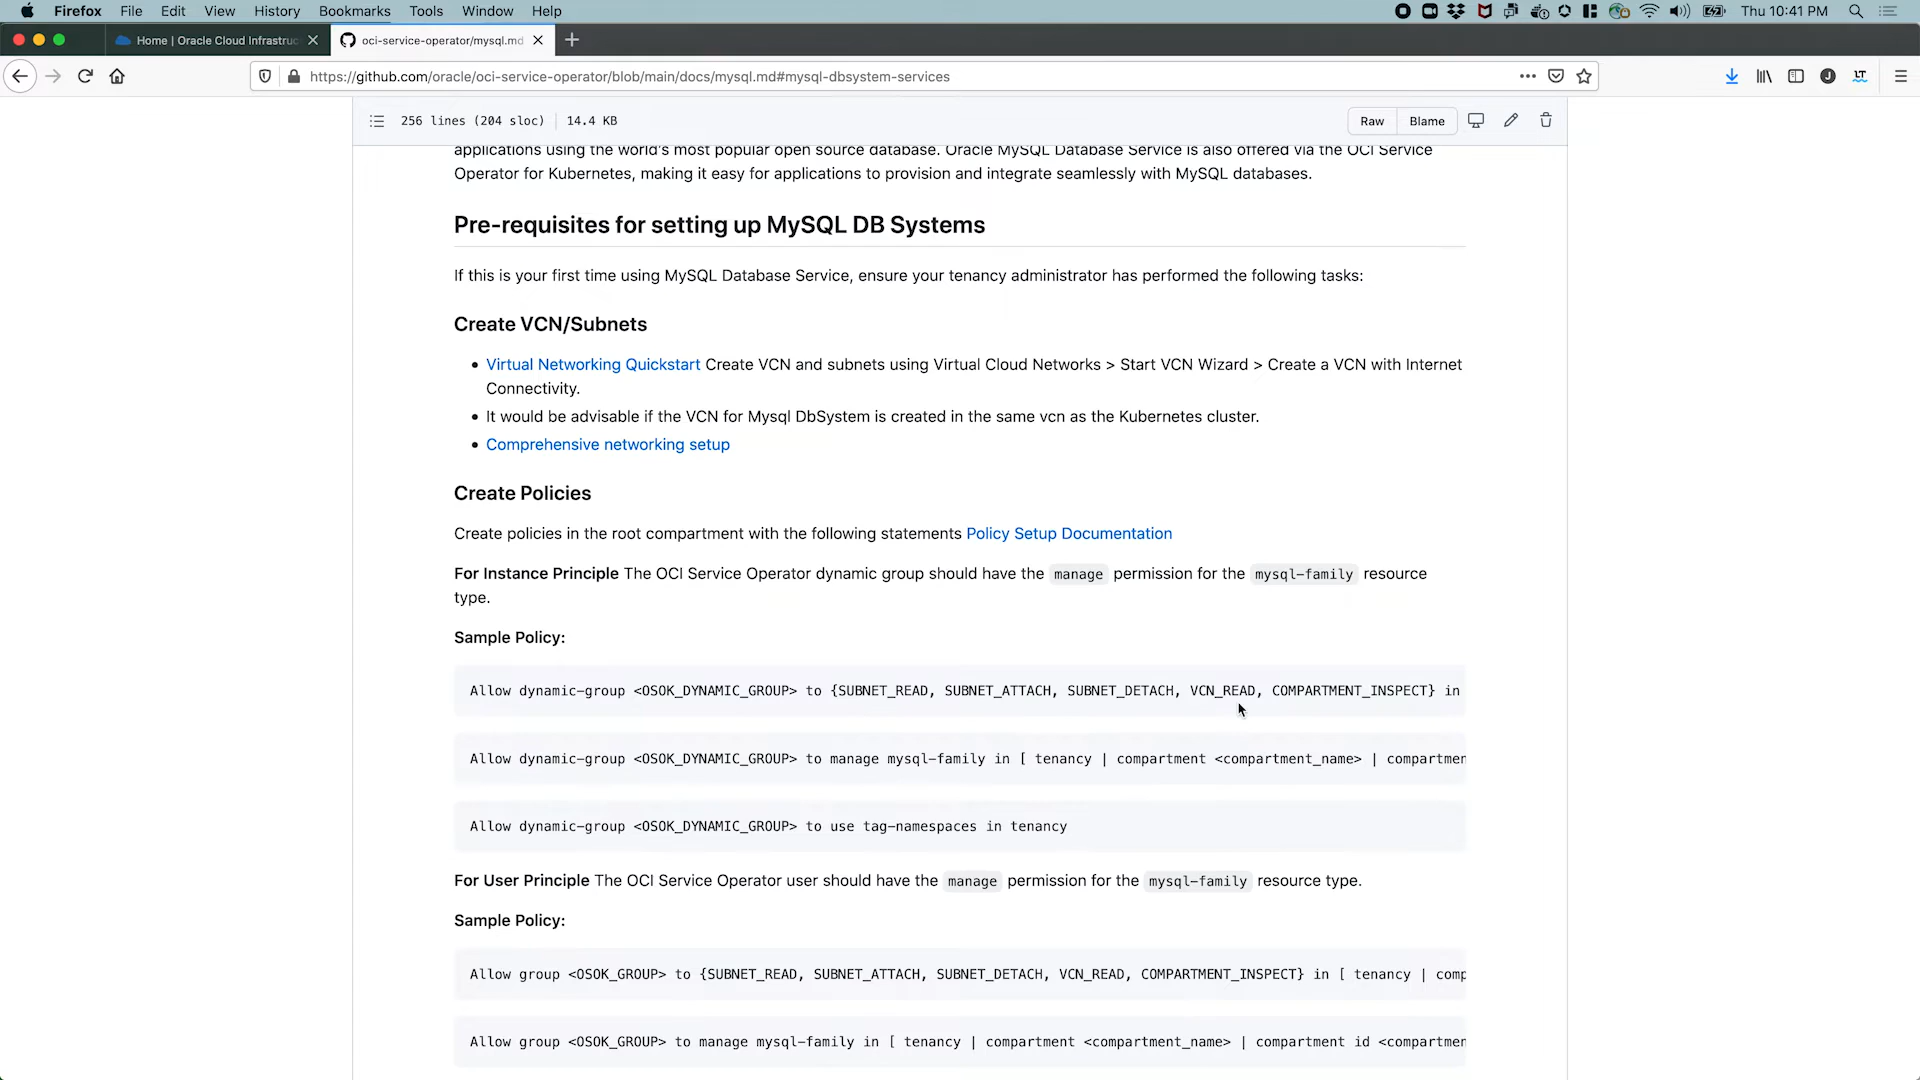 Firefox File Edit View History Bookmarks Tools Window Help Thu 10:41 PM
Home | Oracle Cloud Infrastruc
oci-service-operator/mysql.md
https://github.com/oracle/oci-service-operator/blob/main/docs/mysql.md#mysql-dbsystem-services
256 lines (204 sloc) 14.4 KB Raw Blame
applications using the world's most popular open source database. Oracle MySQL Database Service is also offered via the OCI Service
Operator for Kubernetes, making it easy for applications to provision and integrate seamlessly with MySQL databases.
Pre-requisites for setting up MySQL DB Systems
If this is your first time using MySQL Database Service, ensure your tenancy administrator has performed the following tasks:
Create VCN/Subnets
• Virtual Networking Quickstart Create VCN and subnets using Virtual Cloud Networks > Start VCN Wizard > Create a VCN with Internet
Connectivity.
• It would be advisable if the VCN for Mysql DbSystem is created in the same vcn as the Kubernetes cluster.
• Comprehensive networking setup
Create Policies
Create policies in the root compartment with the following statements Policy Setup Documentation
For Instance Principle The OCI Service Operator dynamic group should have the manage permission for the mysql-family resource
type.
Sample Policy:
Allow dynamic-group <OSOK_DYNAMIC_GROUP> to {SUBNET_READ, SUBNET_ATTACH, SUBNET_DETACH, VCN_READ, COMPARTMENT_INSPECT} in
Allow dynamic-group <OSOK_DYNAMIC_GROUP> to manage mysql-family in [ tenancy | compartment <compartment_name> | compartmen
Allow dynamic-group <OSOK_DYNAMIC_GROUP> to use tag-namespaces in tenancy
For User Principle The OCI Service Operator user should have the manage permission for the mysql-family resource type.
Sample Policy:
Allow group <OSOK_GROUP> to {SUBNET_READ, SUBNET_ATTACH, SUBNET_DETACH, VCN_READ, COMPARTMENT_INSPECT} in [ tenancy | comp
Allow group <OSOK_GROUP> to manage mysql-family in [ tenancy | compartment <compartment_name> | compartment id <compartmen